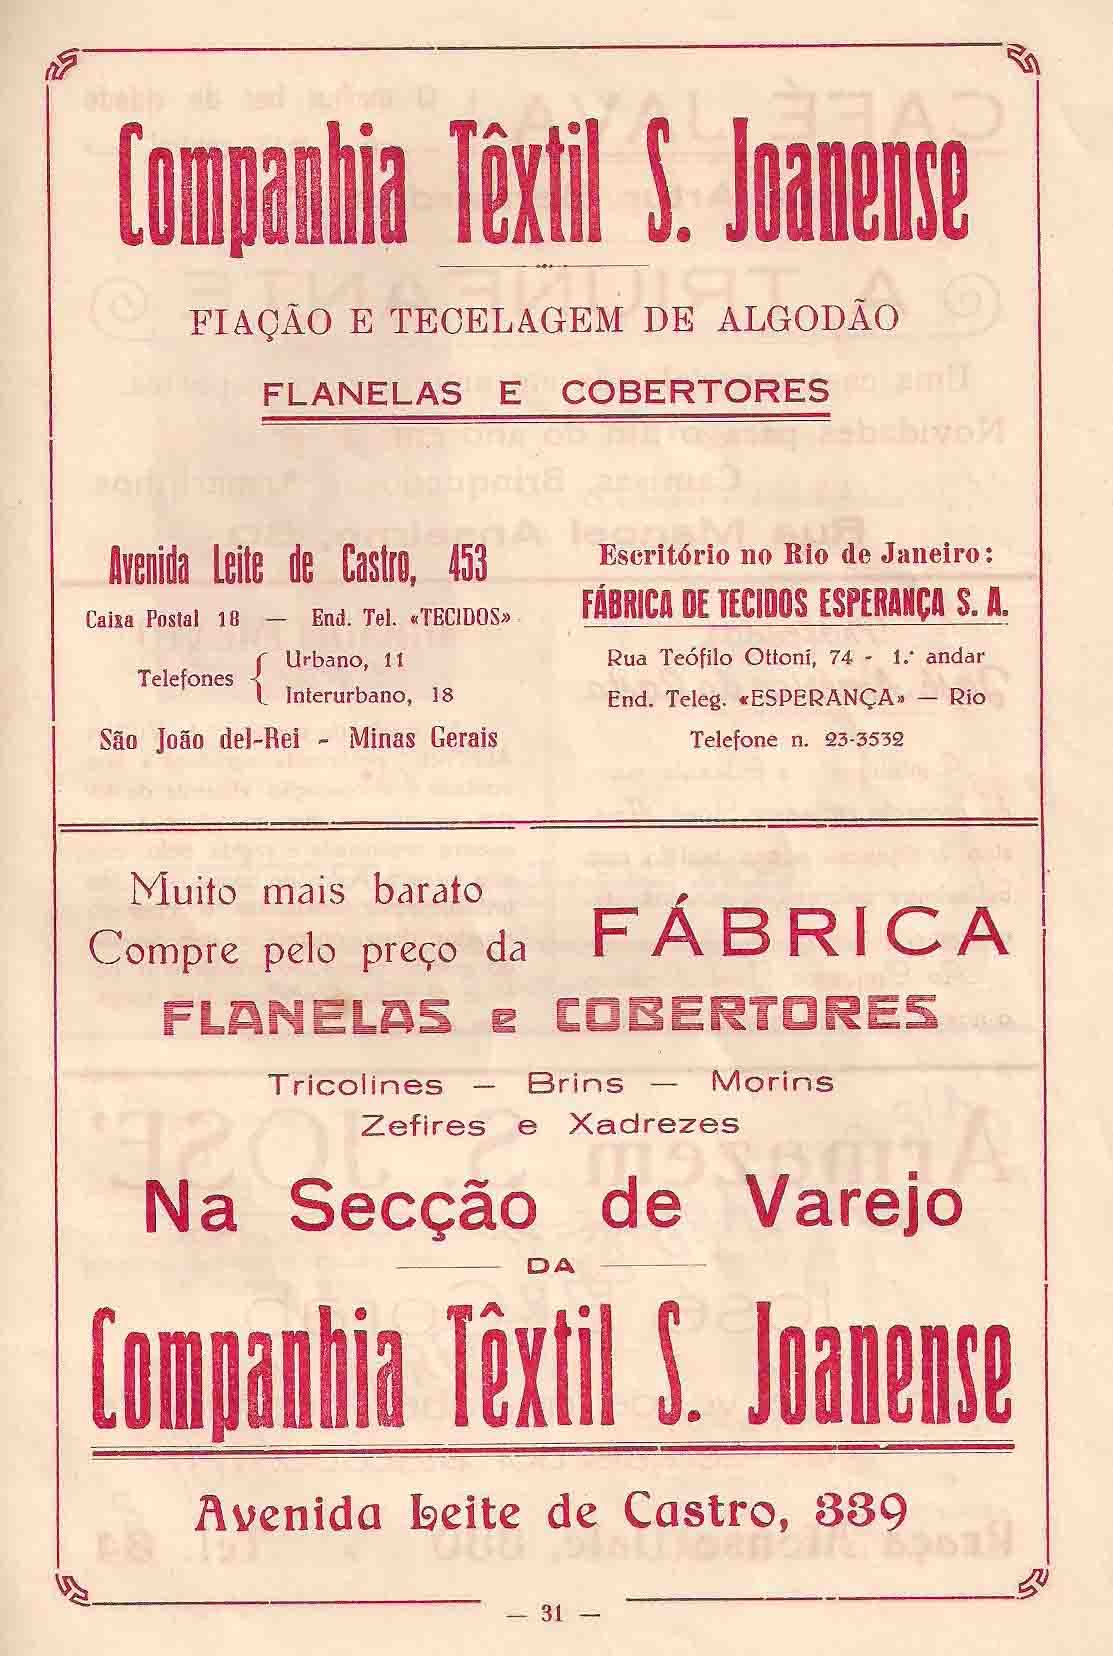 Companhia Têxtil S. Joanense
FIAÇÃO E TECELAGEM DE ALGODÃO
FLANELAS E COBERTORES
Avenida Leite de Castro, 453
Caixa Postal 18 — End. Tel. «TECIDOS»
Telefones { Urbano, 11
Interurbano, 18
São João del-Rei - Minas Gerais
Escritório no Rio de Janeiro:
FÁBRICA DE TECIDOS ESPERANÇA S. A.
Rua Teófilo Ottoni, 74 - 1.º andar
End. Teleg. «ESPERANÇA» — Rio
Telefone n. 23-3532
Muito mais barato
Compre pelo preço da FÁBRICA
FLANELAS e COBERTORES
Tricolines — Brins — Morins
Zefires e Xadrezes
Na Secção de Varejo
DA
Companhia Têxtil S. Joanense
Avenida Leite de Castro, 339
— 31 —